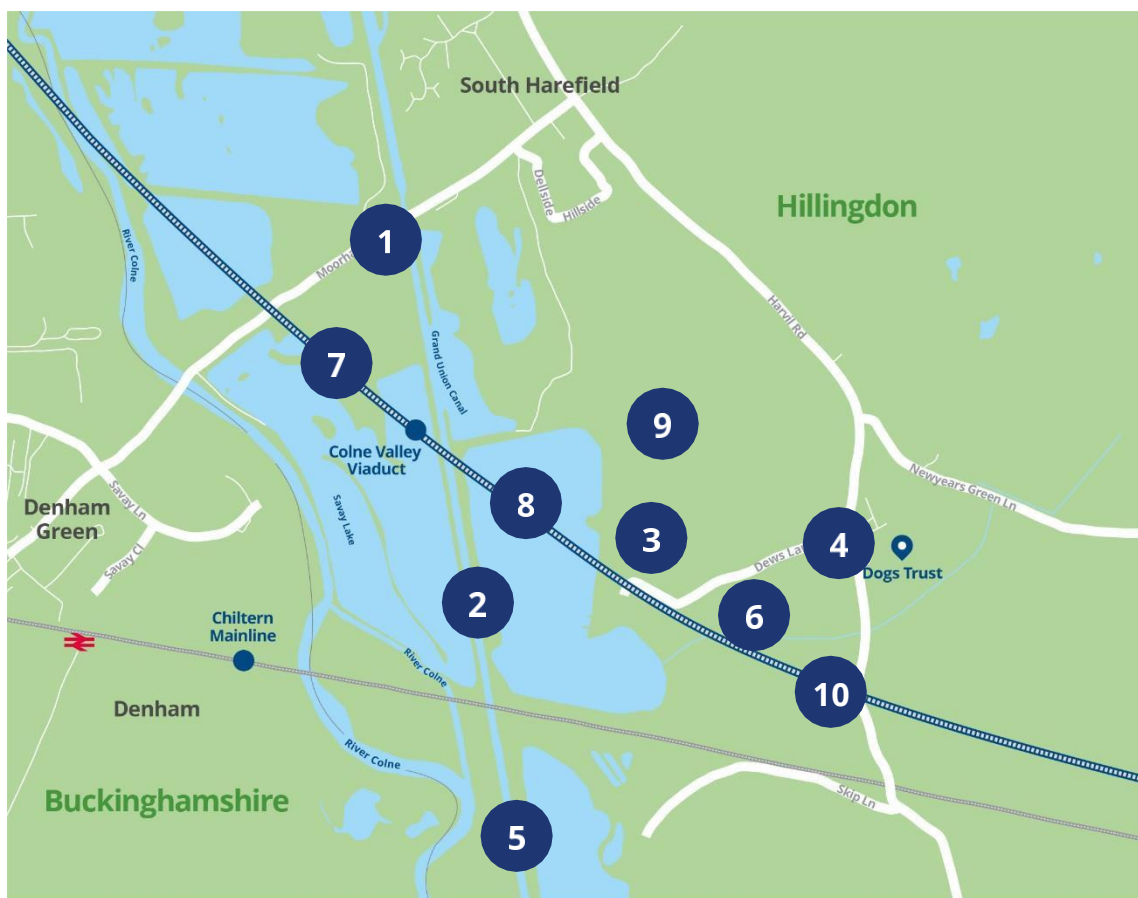 South Harefield
Hillingdon
Dellside
Hillside
River Colne
1
Harvil Rd
7
Grand Union Canal
9
Colne Valley
Viaduct
Newyears Green Ln
Savay Ln
Denham
Green
Savay Lake
8
3
4
Dews
Dogs Trust
Savay Cl
2
6
Chiltern
Mainline
River Colne
10
Denham
River Colne
Buckinghamshire
Skip Ln
5